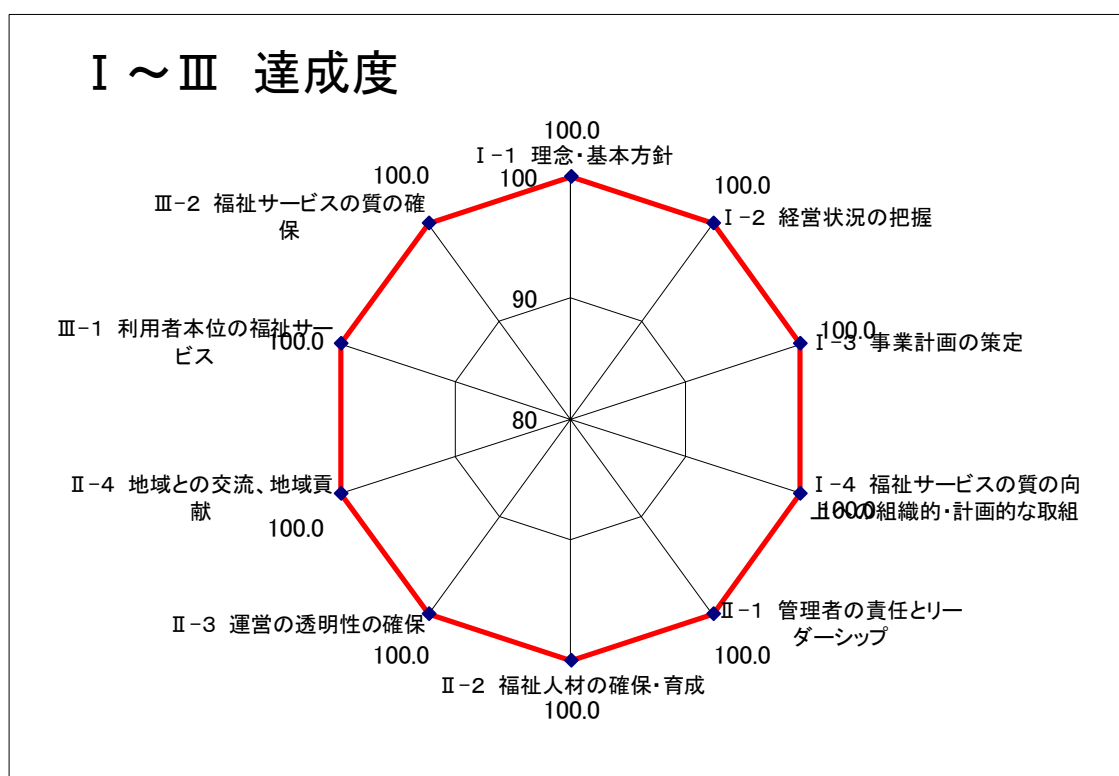 Ⅰ～Ⅲ 達成度
100.0
Ⅰ-1 理念・基本方針
100
90
80
100.0
Ⅰ-2 経営状況の把握
100.0
Ⅰ-3 事業計画の策定
Ⅰ-4 福祉サービスの質の向
上への組織的・計画的な取組
100.0
Ⅱ-1 管理者の責任とリー
ダーシップ
100.0
Ⅱ-2 福祉人材の確保・育成
100.0
Ⅱ-3 運営の透明性の確保
100.0
Ⅱ-4 地域との交流、地域貢
献
100.0
Ⅲ-1 利用者本位の福祉サー
ビス
100.0
100.0
Ⅲ-2 福祉サービスの質の確
保